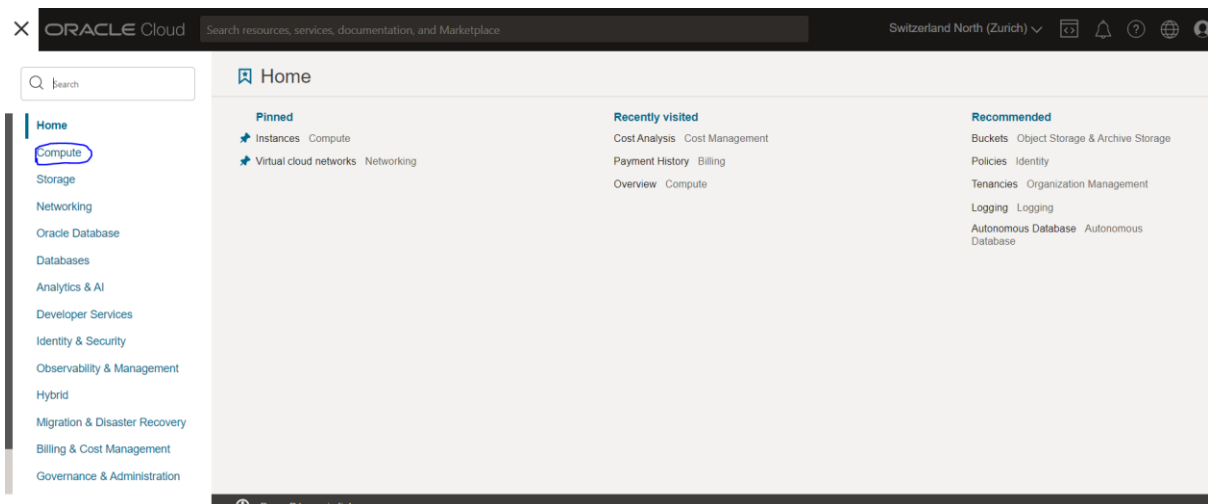 ORACLE Cloud
Search resources, services, documentation, and Marketplace
Switzerland North (Zurich)
Search
Home
Compute
Storage
Networking
Oracle Database
Databases
Analytics & AI
Developer Services
Identity & Security
Observability & Management
Hybrid
Migration & Disaster Recovery
Billing & Cost Management
Governance & Administration
Home
Pinned
Instances Compute
Virtual cloud networks Networking
Recently visited
Cost Analysis Cost Management
Payment History Billing
Overview Compute
Recommended
Buckets Object Storage & Archive Storage
Policies Identity
Tenancies Organization Management
Logging Logging
Autonomous Database Autonomous
Database